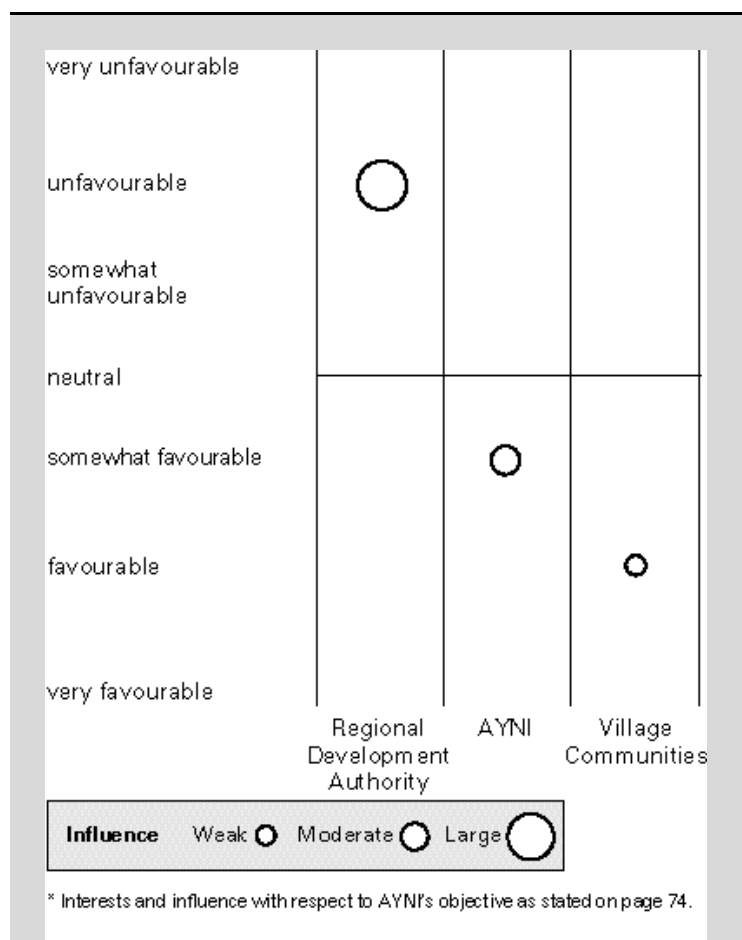 very unfavourable
unfavourable
somewhat
unfavourable
neutral
somewhat favourable
favourable
very favourable
Regional
Development
Authority
AYNI
Village
Communities
Influence Weak Moderate Large
* Interests and influence with respect to AYNI's objective as stated on page 74.